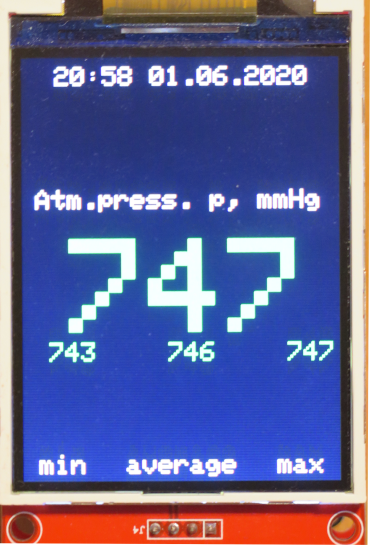 20:58 01.06.2020
Atm.press. p, mmHg
747
743 746 747
min average max
J4